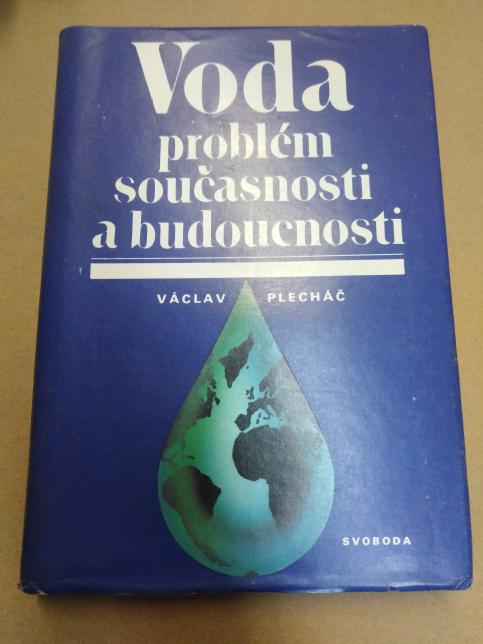 Voda
problém
současnosti
a budoucnosti
VÁCLAV PLECHÁČ
SVOBODA